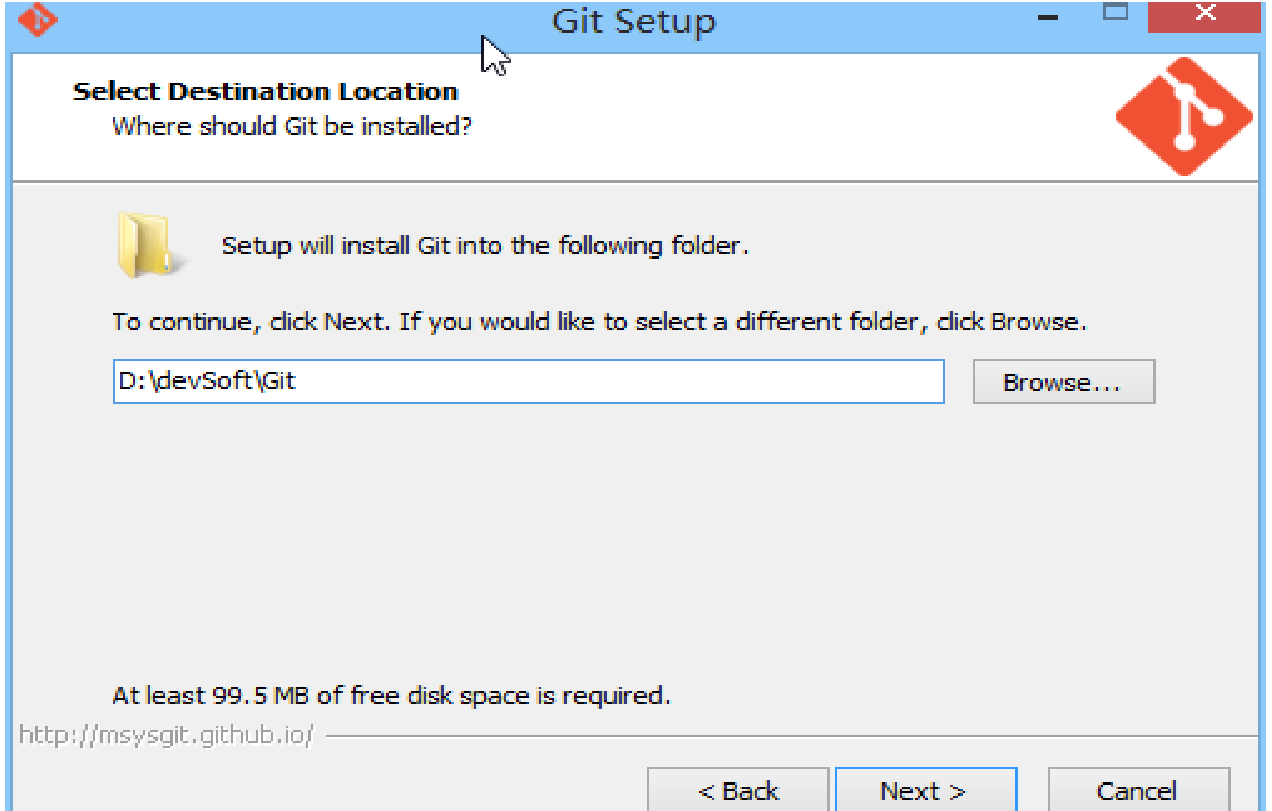 Git Setup
Select Destination Location
Where should Git be installed?
Setup will install Git into the following folder.
To continue, click Next. If you would like to select a different folder, click Browse.
D:\devSoft\Git
Browse...
At least 99.5 MB of free disk space is required.
http://msysgit.github.io/
< Back
Next >
Cancel